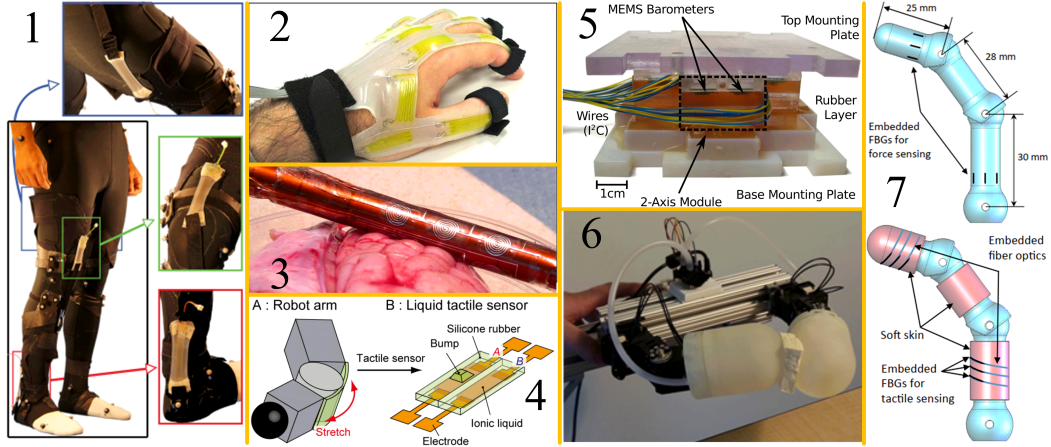 1
2
3
A : Robot arm
B : Liquid tactile sensor
Silicone rubber
Bump
A
B
Tactile sensor
Stretch
Ionic liquid
Electrode
4
5
MEMS Barometers
Top Mounting
Plate
Rubber
Layer
Wires
(I²C)
1cm
2-Axis Module
Base Mounting Plate
6
25 mm
28 mm
Embedded
FBGs for
force sensing
30 mm
7
Embedded
fiber optics
Soft skin
Embedded
FBGs for
tactile sensing